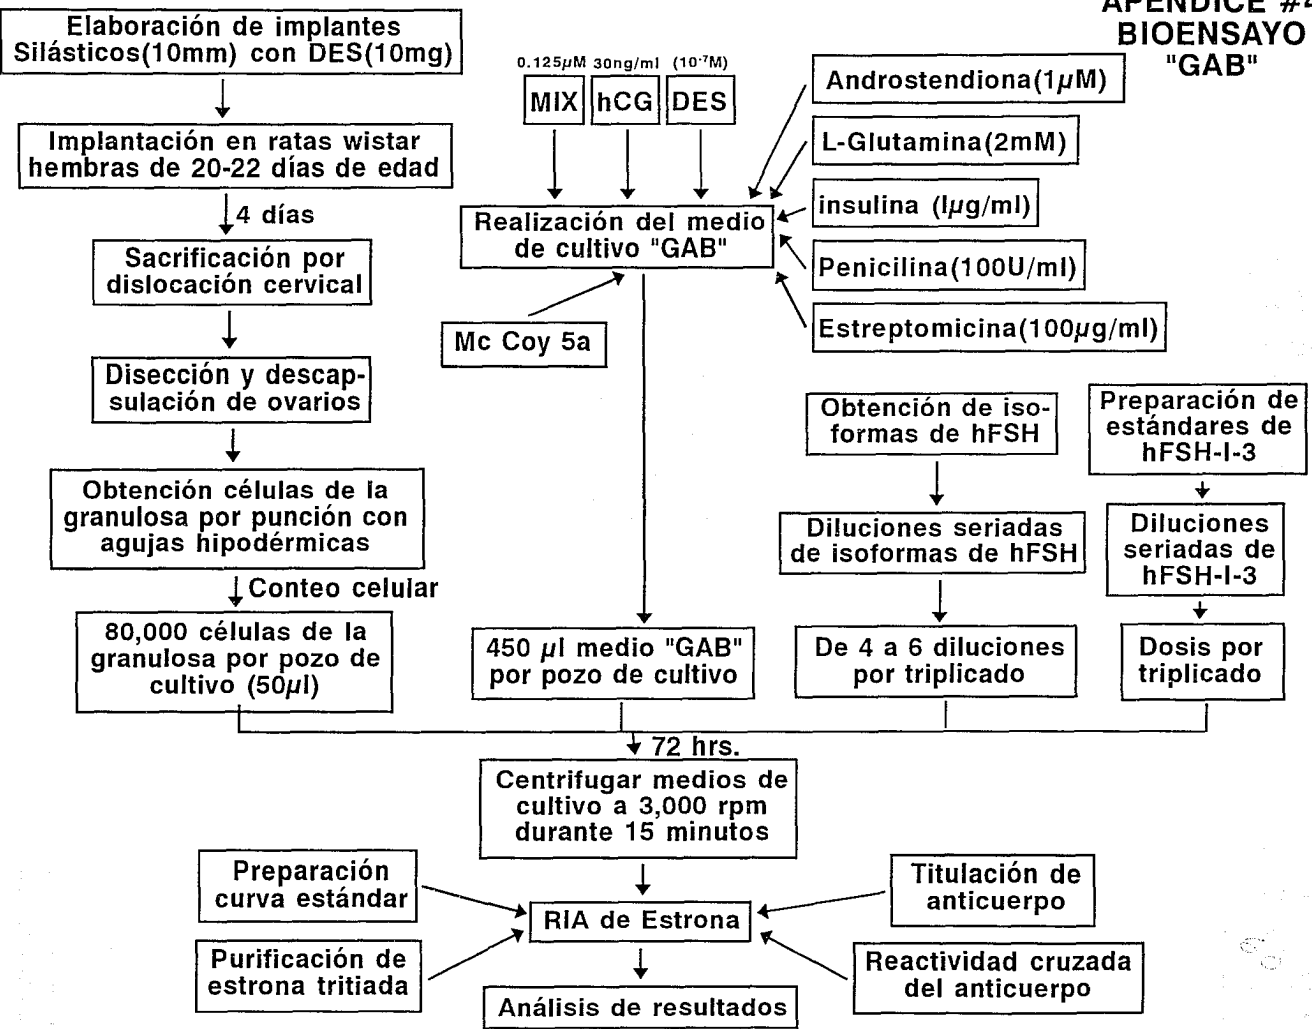 APENDICE #4
BIOENSAYO
"GAB"
Elaboración de implantes
Silásticos(10mm) con DES(10mg)
Implantación en ratas wistar
hembras de 20-22 días de edad
4 días
Sacrificación por
dislocación cervical
Disección y descap-
sulación de ovarios
Obtención células de la
granulosa por punción con
agujas hipodérmicas
Conteo celular
80,000 células de la
granulosa por pozo de
cultivo (50µl)
0.125µM 30ng/ml (10⁻⁷M)
MIX hCG DES
Androstendiona(1µM)
L-Glutamina(2mM)
insulina (Iµg/ml)
Penicilina(100U/ml)
Estreptomicina(100µg/ml)
Realización del medio
de cultivo "GAB"
Mc Coy 5a
450 µl medio "GAB"
por pozo de cultivo
Obtención de iso-
formas de hFSH
Diluciones seriadas
de isoformas de hFSH
De 4 a 6 diluciones
por triplicado
Preparación de
estándares de
hFSH-I-3
Diluciones
seriadas de
hFSH-I-3
Dosis por
triplicado
72 hrs.
Centrifugar medios de
cultivo a 3,000 rpm
durante 15 minutos
Preparación
curva estándar
Purificación de
estrona tritiada
RIA de Estrona
Titulación de
anticuerpo
Reactividad cruzada
del anticuerpo
Análisis de resultados